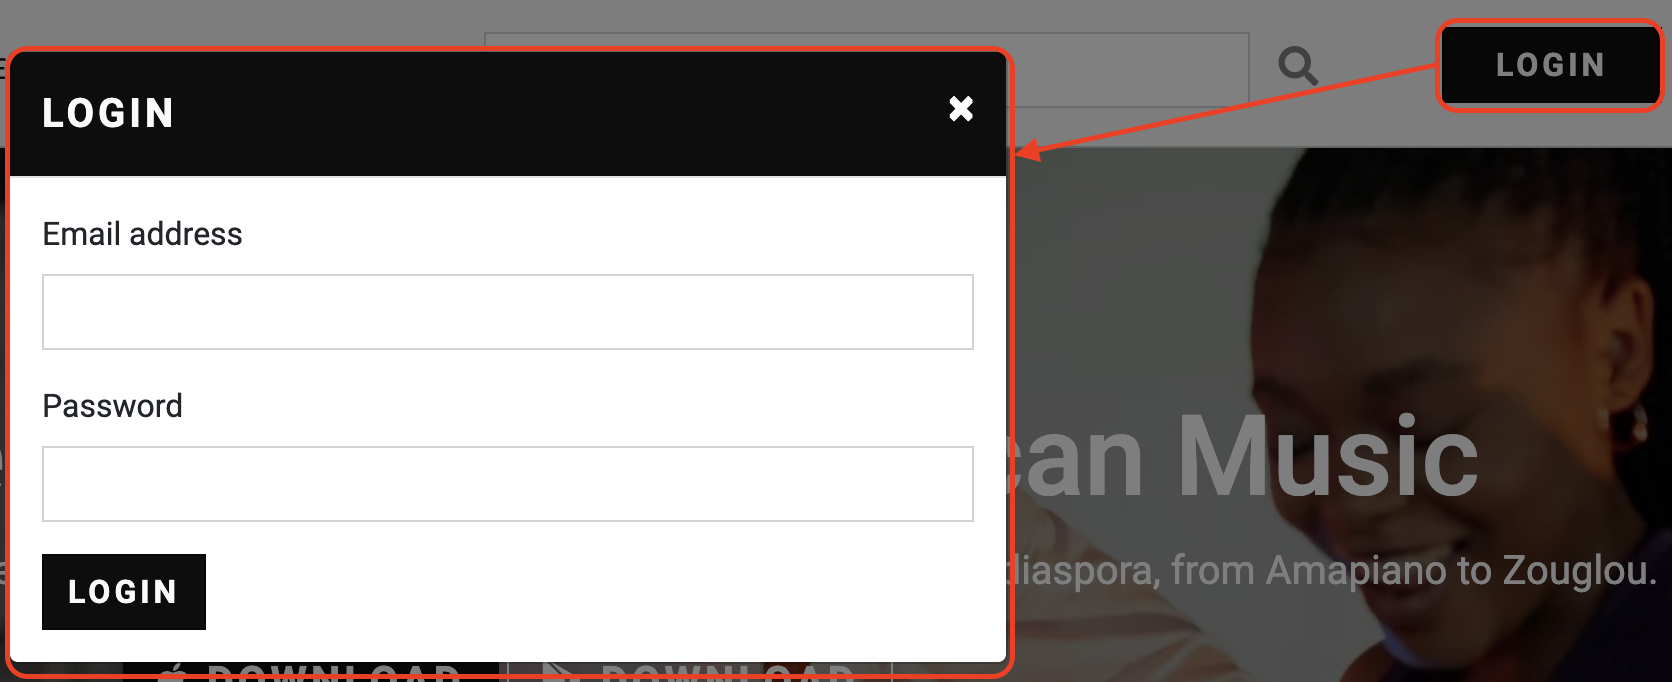 LOGIN
LOGIN
Email address
Password
can Music
diaspora, from Amapiano to Zouglou.
LOGIN
DOWNLOAD DOWNLOAD